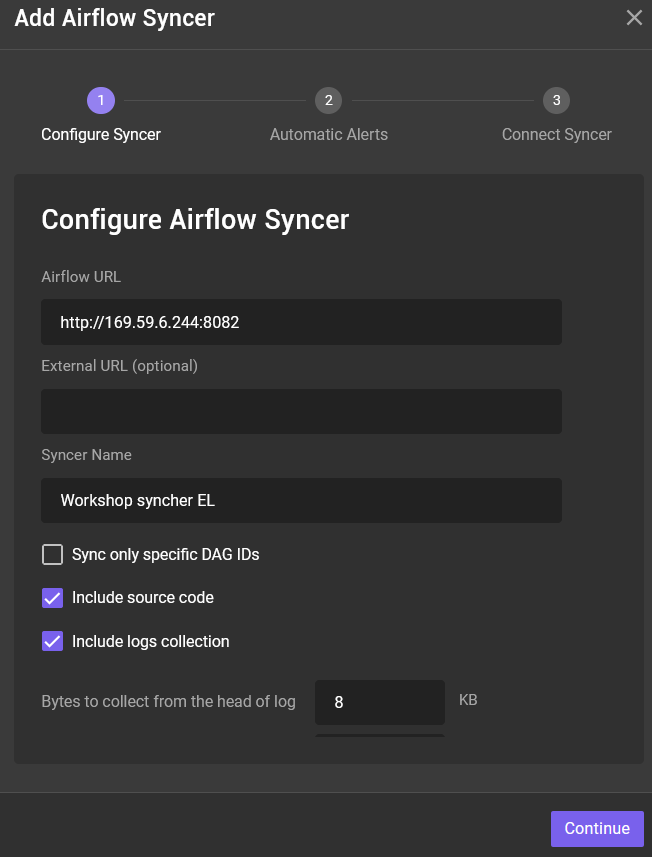 Add Airflow Syncer
1
2
3
Configure Syncer
Automatic Alerts
Connect Syncer
Configure Airflow Syncer
Airflow URL
http://169.59.6.244:8082
External URL (optional)
Syncer Name
Workshop syncher EL
Sync only specific DAG IDs
Include source code
Include logs collection
Bytes to collect from the head of log
8
KB
Continue